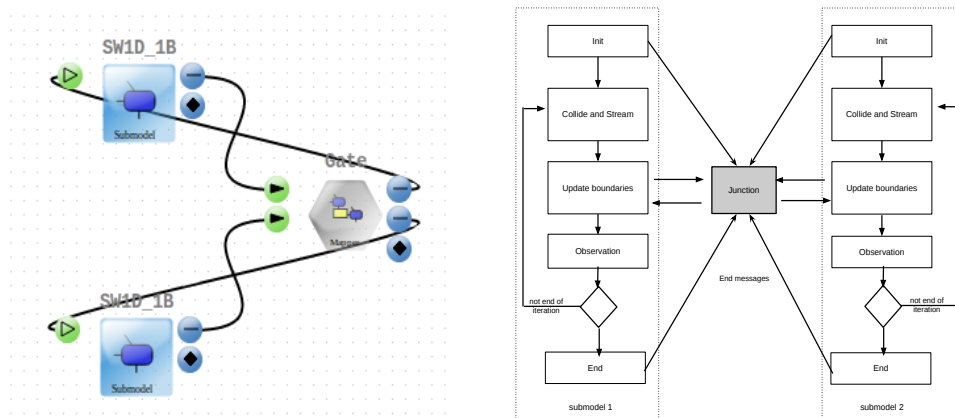 SW1D_1B
Submodel
Gate
Mapper
SW1D_1B
Submodel
Init
Collide and Stream
Update boundaries
Observation
not end of
iteration
End
submodel 1
Junction
End messages
Init
Collide and Stream
Update boundaries
Observation
not end of
iteration
End
submodel 2